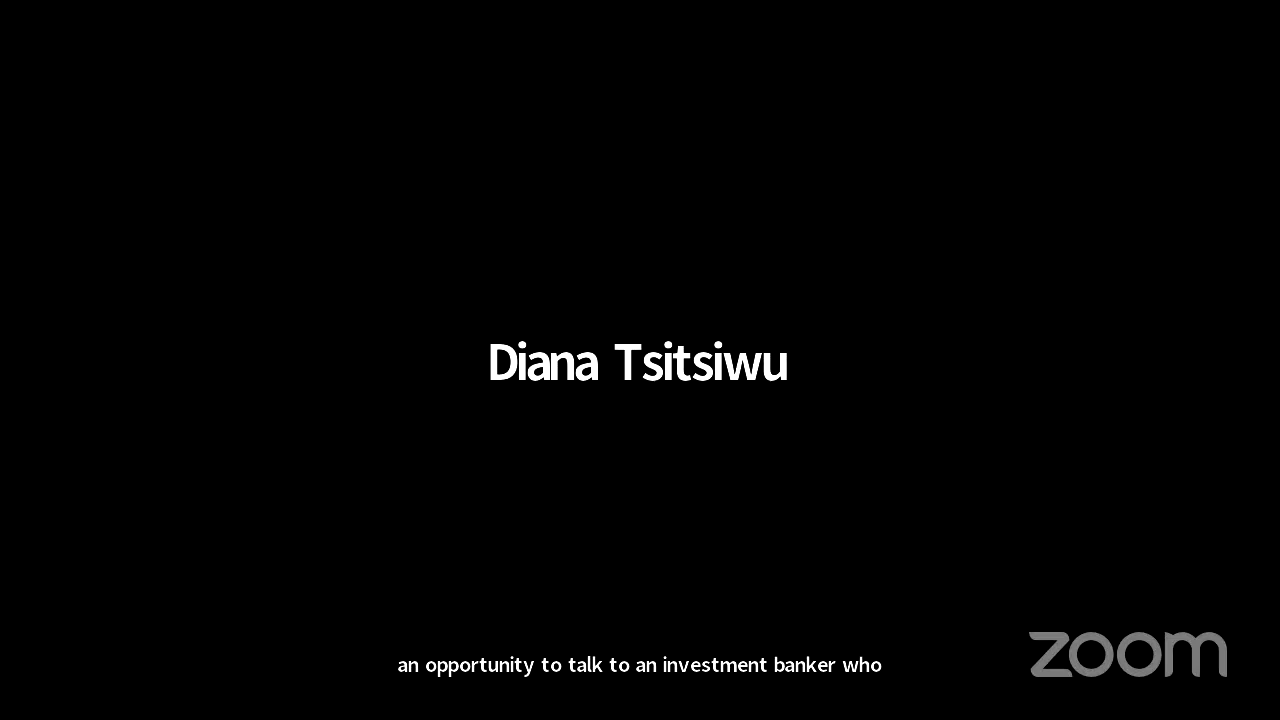 Diana Tsitsiwu
an opportunity to talk to an investment banker who
zoom